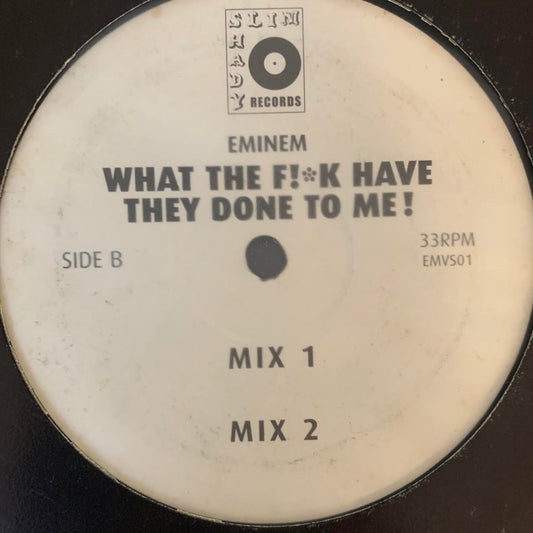 SLIM
SHADY
RECORDS
EMINEM
WHAT THE F!*K HAVE
THEY DONE TO ME!
SIDE B
33RPM
EMVS01
MIX 1
MIX 2